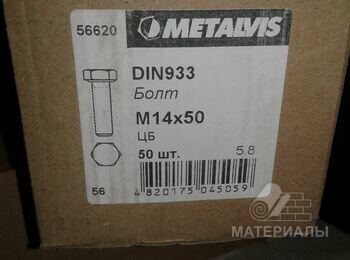 56620 METALVIS
DIN933
Болт
M14x50
ЦБ
50 шт. 5.8
56
4 820175 045059
МАТЕРИАЛЫ